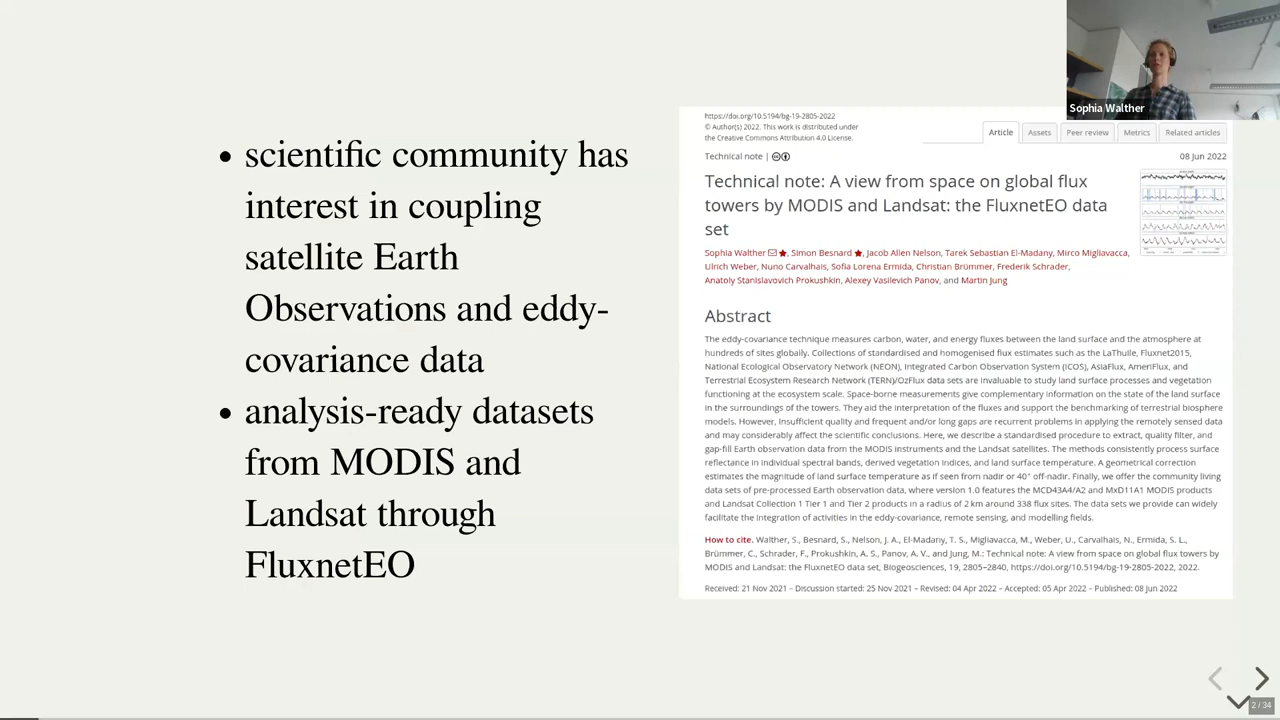 Sophia Walther
• scientific community has
interest in coupling
satellite Earth
Observations and eddy-
covariance data
• analysis-ready datasets
from MODIS and
Landsat through
FluxnetEO
https://doi.org/10.5194/bg-19-2805-2022
© Author(s) 2022. This work is distributed under
the Creative Commons Attribution 4.0 License.
Article Assets Peer review Metrics Related articles
Technical note |
08 Jun 2022
Technical note: A view from space on global flux
towers by MODIS and Landsat: the FluxnetEO data
set
Sophia Walther ★, Simon Besnard ★, Jacob Allen Nelson, Tarek Sebastian El-Madany, Mirco Migliavacca,
Ulrich Weber, Nuno Carvalhais, Sofia Lorena Ermida, Christian Brümmer, Frederik Schrader,
Anatoly Stanislavovich Prokushkin, Alexey Vasilevich Panov, and Martin Jung
Abstract
The eddy-covariance technique measures carbon, water, and energy fluxes between the land surface and the atmosphere at
hundreds of sites globally. Collections of standardised and homogenised flux estimates such as the LaThuile, Fluxnet2015,
National Ecological Observatory Network (NEON), Integrated Carbon Observation System (ICOS), AsiaFlux, AmeriFlux, and
Terrestrial Ecosystem Research Network (TERN)/OzFlux data sets are invaluable to study land surface processes and vegetation
functioning at the ecosystem scale. Space-borne measurements give complementary information on the state of the land surface
in the surroundings of the towers. They aid the interpretation of the fluxes and support the benchmarking of terrestrial biosphere
models. However, insufficient quality and frequent and/or long gaps are recurrent problems in applying the remotely sensed data
and may considerably affect the scientific conclusions. Here, we describe a standardised procedure to extract, quality filter, and
gap-fill Earth observation data from the MODIS instruments and the Landsat satellites. The methods consistently process surface
reflectance in individual spectral bands, derived vegetation indices, and land surface temperature. A geometrical correction
estimates the magnitude of land surface temperature as if seen from nadir or 40° off-nadir. Finally, we offer the community living
data sets of pre-processed Earth observation data, where version 1.0 features the MCD43A4/A2 and MxD11A1 MODIS products
and Landsat Collection 1 Tier 1 and Tier 2 products in a radius of 2 km around 338 flux sites. The data sets we provide can widely
facilitate the integration of activities in the eddy-covariance, remote sensing, and modelling fields.
How to cite. Walther, S., Besnard, S., Nelson, J. A., El-Madany, T. S., Migliavacca, M., Weber, U., Carvalhais, N., Ermida, S. L.,
Brümmer, C., Schrader, F., Prokushkin, A. S., Panov, A. V., and Jung, M.: Technical note: A view from space on global flux towers by
MODIS and Landsat: the FluxnetEO data set, Biogeosciences, 19, 2805–2840, https://doi.org/10.5194/bg-19-2805-2022, 2022.
Received: 21 Nov 2021 – Discussion started: 25 Nov 2021 – Revised: 04 Apr 2022 – Accepted: 05 Apr 2022 – Published: 08 Jun 2022
2 / 34